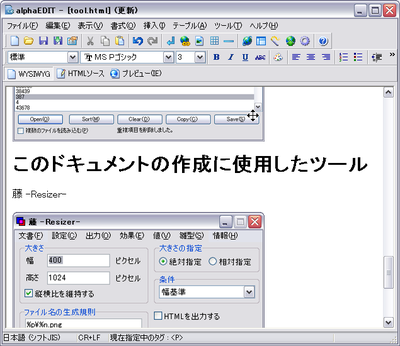 alphaEDIT - [tool.html] (更新)
ファイル(F) 編集(E) 表示(V) 書式(O) 挿入(I) テーブル(A) ツール(T) ヘルプ(H)
標準 MS Pゴシック 3 B U ABC
WYSIWYG HTMLソース プレビュー(IE)
38439
387
4
43678
Open(O) Sort(M) Clear(D) Copy(C) Save(S)
複数のファイルを読み込む(P) 重複項目を削除しました。
このドキュメントの作成に使用したツール
藤 -Resizer-
藤 -Resizer-
文書(F) 設定(C) 出力(O) 効果(E) 値(V) 雛型(S) 情報(H)
大きさ 大きさの指定
幅 400 ピクセル 絶対指定 相対指定
高さ 1024 ピクセル 条件
縦横比を維持する 幅基準
ファイル名の生成規則 HTMLを出力する
%p¥%n.png
日本語 (シフトJIS) CR+LF 現在指定中のタグ : <P>